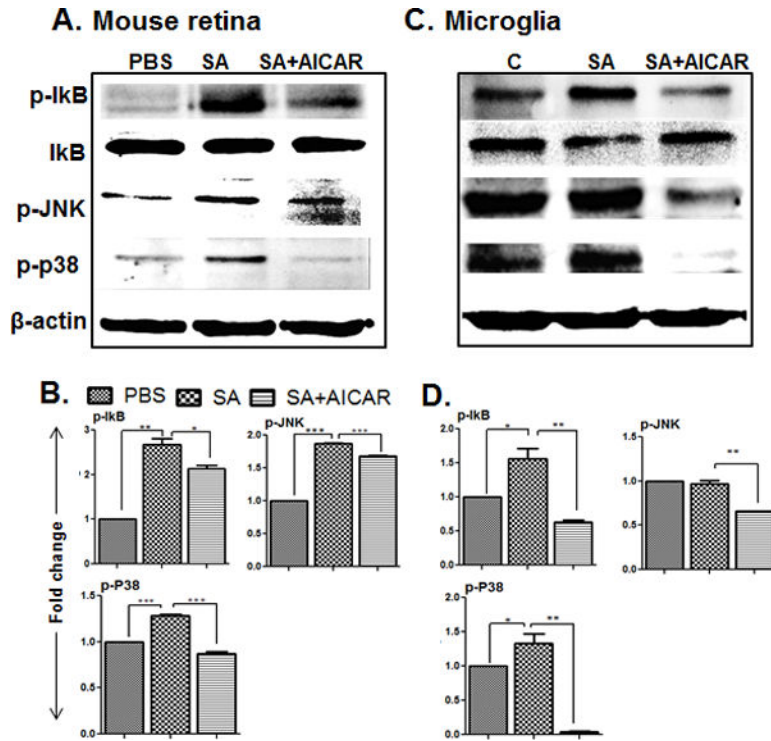 A. Mouse retina
PBS SA SA+AICAR
p-IkB
IkB
p-JNK
p-p38
β-actin
C. Microglia
C SA SA+AICAR
B. PBS SA SA+AICAR
Fold change
p-IkB
** *
3
2
1
0
p-JNK
*** ***
2.0
1.5
1.0
0.5
0.0
p-P38
*** ***
1.5
1.0
0.5
0.0
D.
p-IkB
* **
2.0
1.5
1.0
0.5
0.0
p-JNK
**
1.5
1.0
0.5
0.0
p-P38
* **
2.0
1.5
1.0
0.5
0.0